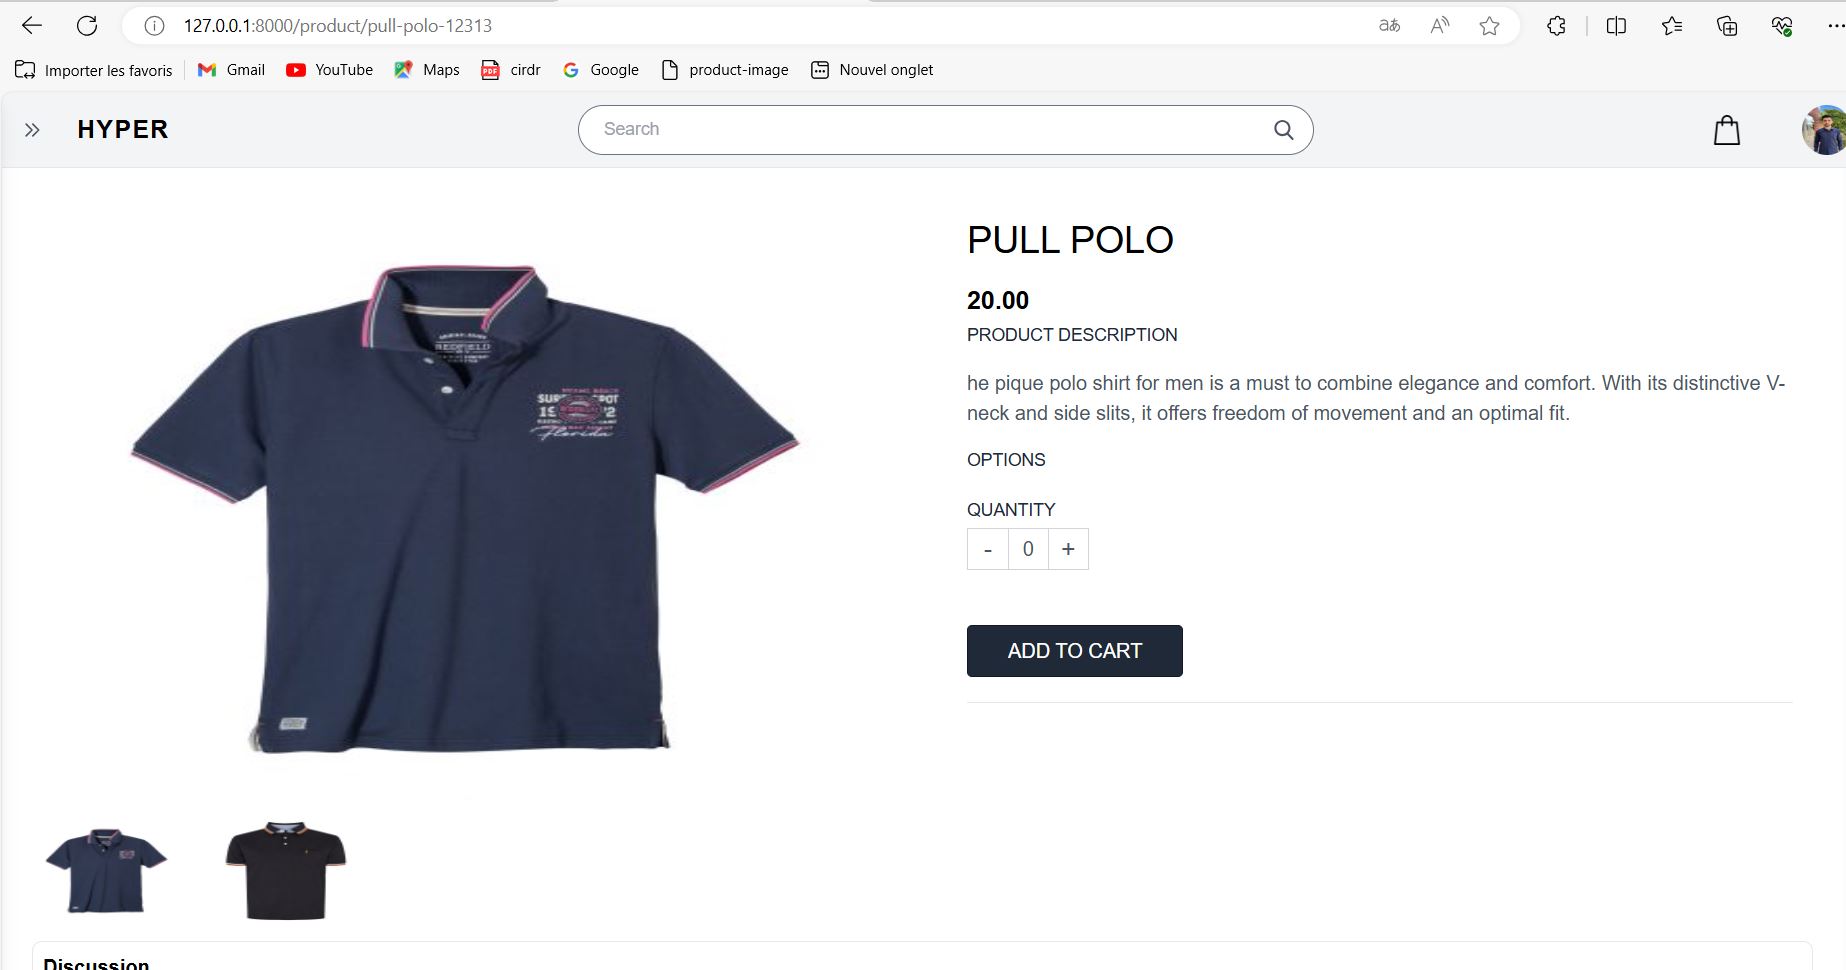 127.0.0.1:8000/product/pull-polo-12313
Importer les favoris Gmail YouTube Maps cirdr Google product-image Nouvel onglet
HYPER
Search
PULL POLO
20.00
PRODUCT DESCRIPTION
he pique polo shirt for men is a must to combine elegance and comfort. With its distinctive V-
neck and side slits, it offers freedom of movement and an optimal fit.
OPTIONS
QUANTITY
- 0 +
ADD TO CART
REDFIELD
Florida
Discussion